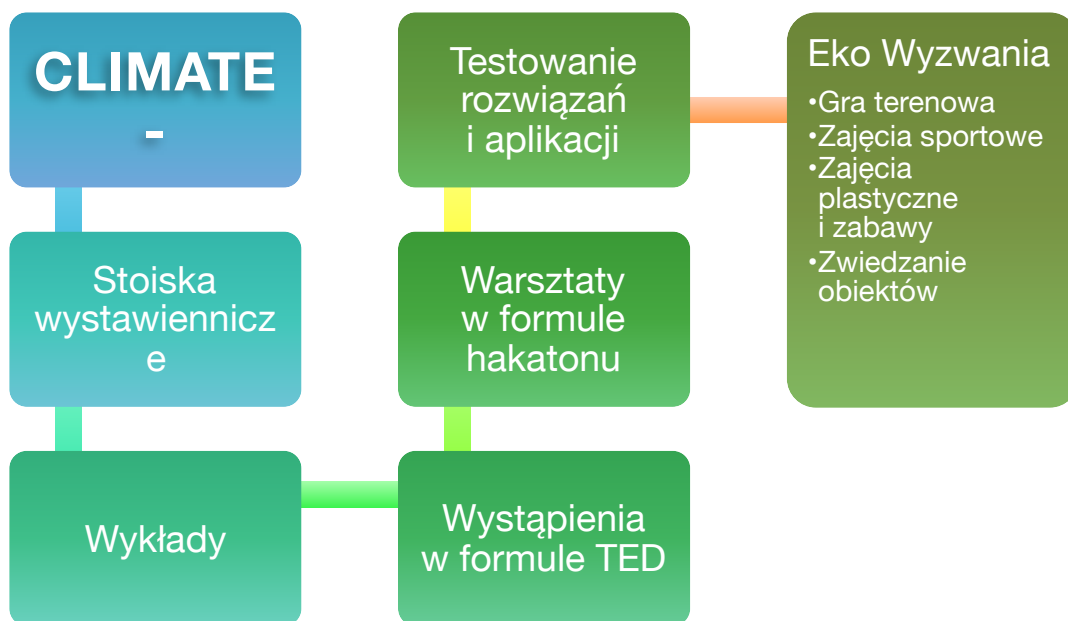 CLIMATE
-
Stoiska
wystawiennicz
e
Wykłady
Wystąpienia
w formule TED
Warsztaty
w formule
hakatonu
Testowanie
rozwiązań
i aplikacji
Eko Wyzwania
•Gra terenowa
•Zajęcia sportowe
•Zajęcia
plastyczne
i zabawy
•Zwiedzanie
obiektów